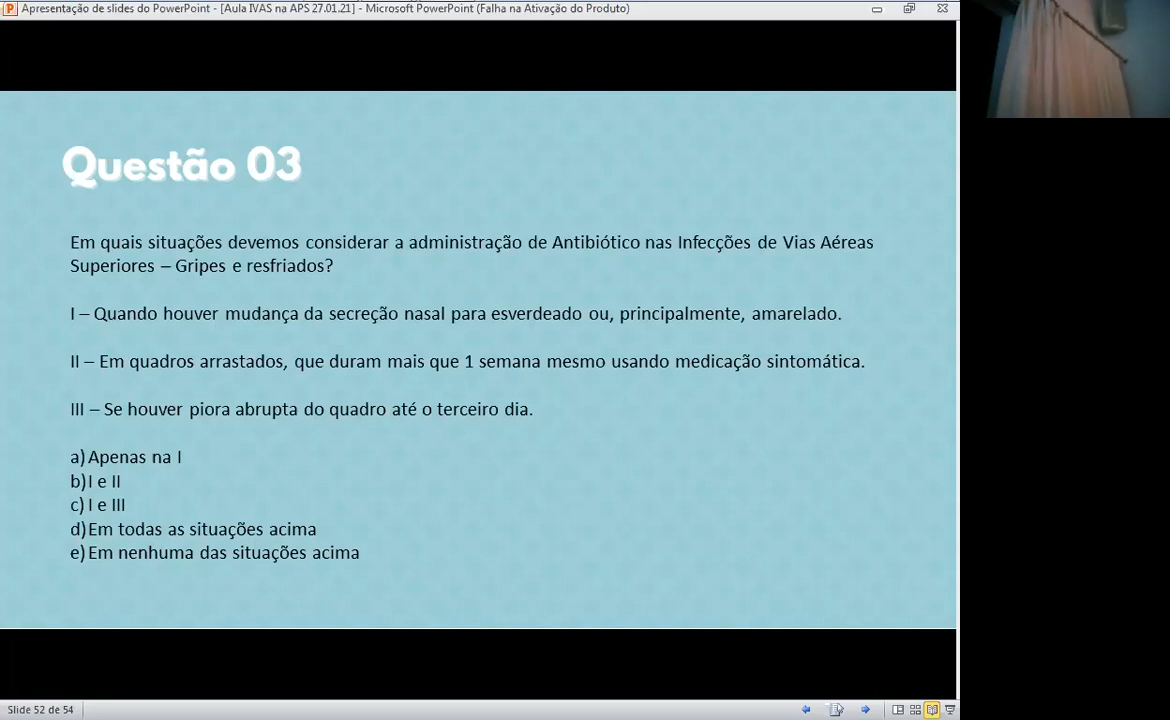 Apresentação de slides do PowerPoint - [Aula IVAS na APS 27.01.21] - Microsoft PowerPoint (Falha na Ativação do Produto)
Questão 03
Em quais situações devemos considerar a administração de Antibiótico nas Infecções de Vias Aéreas
Superiores – Gripes e resfriados?
I – Quando houver mudança da secreção nasal para esverdeado ou, principalmente, amarelado.
II – Em quadros arrastados, que duram mais que 1 semana mesmo usando medicação sintomática.
III – Se houver piora abrupta do quadro até o terceiro dia.
a) Apenas na I
b) I e II
c) I e III
d) Em todas as situações acima
e) Em nenhuma das situações acima
Slide 52 de 54